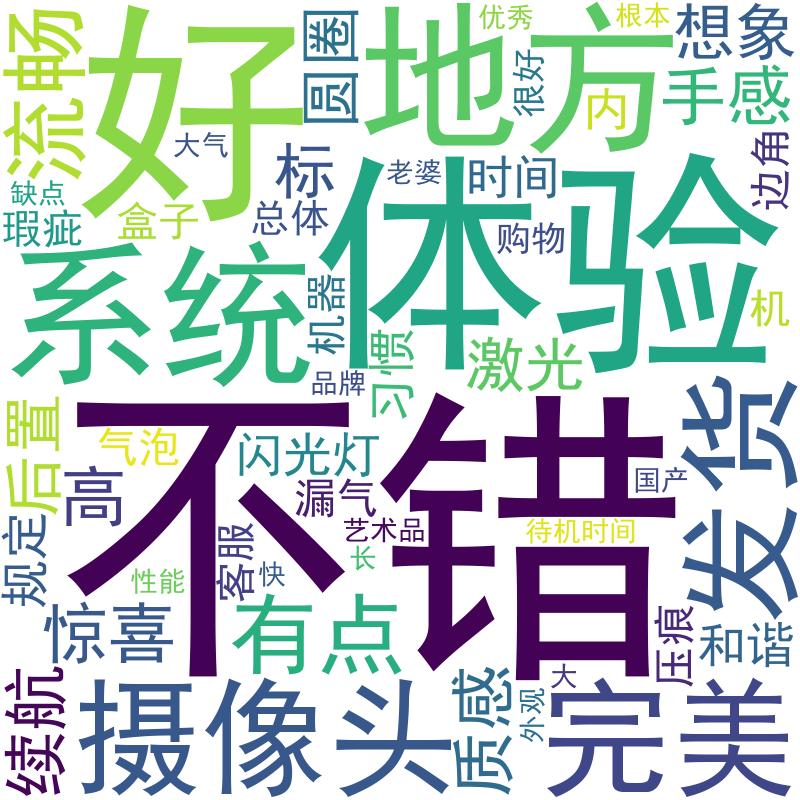 流畅
好
圆圈
地方
优秀
根本
想象
很好
手感
内
大气
标
老婆
时间
边角
缺点
瑕疵
盒子
总体
购物
体验
系统
机器
机
习惯
激光
品牌
后置
气泡
闪光灯
不错
发货
高
漏气
国产
规定
客服
艺术品
待机时间
性能
快
长
惊喜
有点
压痕
和谐
续航
摄像头
质感
外观
大
完美